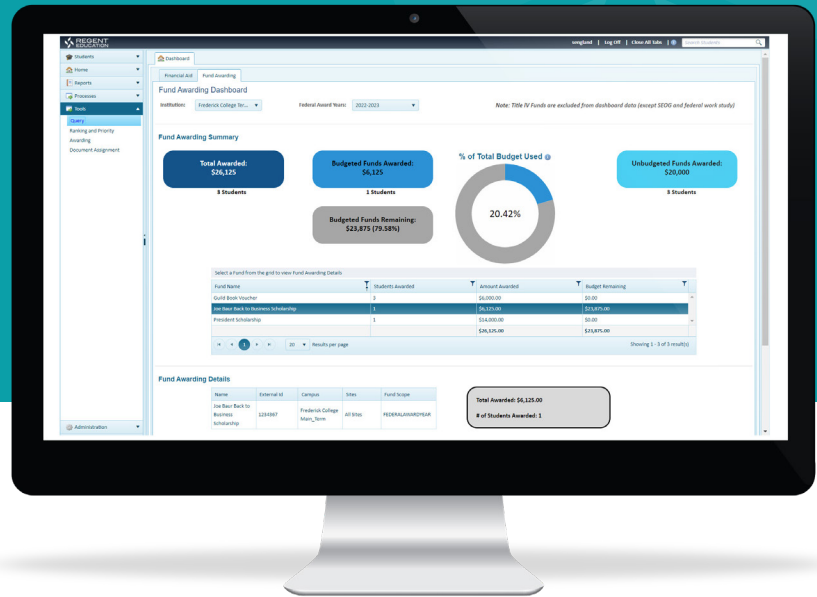 REGENT
EDUCATION
sengland | Log Off | Close All Tabs | Search Students
Students
Home
Reports
Processes
Tools
Query
Ranking and Priority
Awarding
Document Assignment
Administration
Dashboard
Financial Aid Fund Awarding
Fund Awarding Dashboard
Institution: Frederick College Ter... Federal Award Years: 2022-2023 Note: Title IV Funds are excluded from dashboard data (except SEOG and federal work study)
Fund Awarding Summary
Total Awarded:
$26,125
3 Students
Budgeted Funds Awarded:
$6,125
1 Students
Budgeted Funds Remaining:
$23,875 (79.58%)
% of Total Budget Used
20.42%
Unbudgeted Funds Awarded:
$20,000
3 Students
Select a Fund from the grid to view Fund Awarding Details
Fund Name Students Awarded Amount Awarded Budget Remaining
Guild Book Voucher 3 $6,000.00 $0.00
Joe Baur Back to Business Scholarship 1 $6,125.00 $23,875.00
President Scholarship 1 $14,000.00 $0.00
$26,125.00 $23,875.00
1 20 Results per page Showing 1 - 3 of 3 result(s)
Fund Awarding Details
Name External Id Campus Sites Fund Scope
Joe Baur Back to
Business
Scholarship
1234567
Frederick College
Main_Term
All Sites
FEDERALAWARDYEAR
Total Awarded: $6,125.00
# of Students Awarded: 1